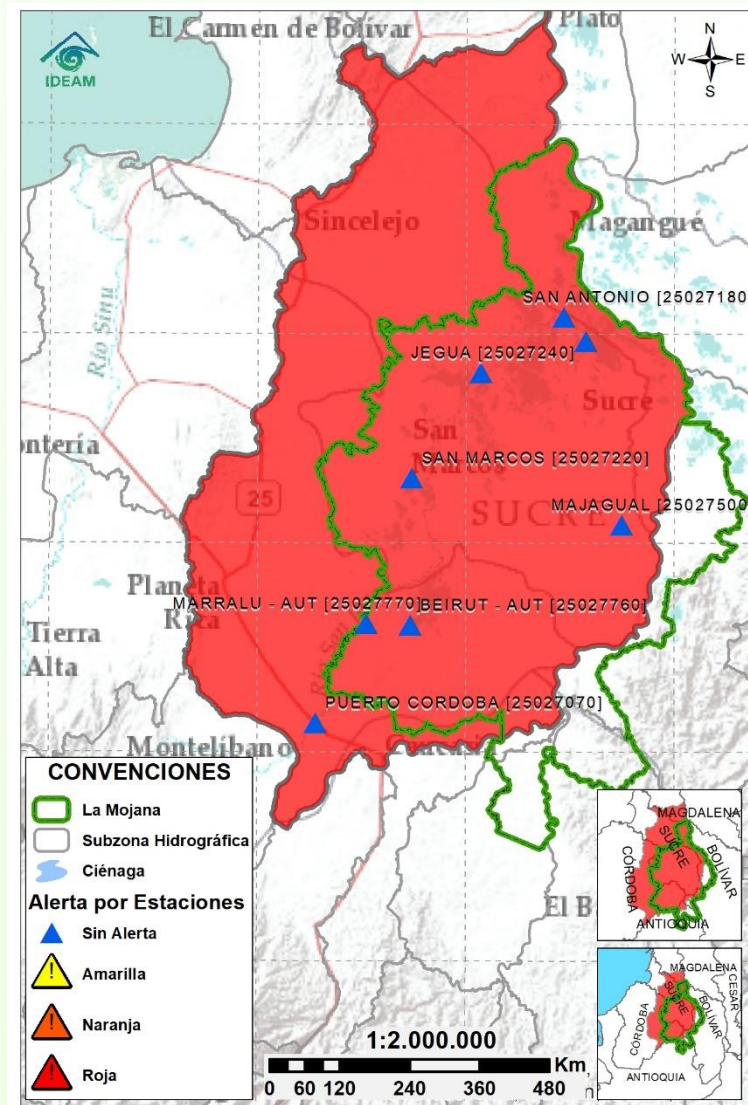 El Carmen de Bolívar
Plato
IDEAM
N
W E
S
Sincelejo
Magangué
Río Sinú
SAN ANTONIO [25027180
JEGUA [25027240]
Sucre
ontería
San
Marcos
SAN MARCOS [25027220]
25
SUCRE
MAJAGUAL [25027500
Planeta
Rica
MARRALU - AUT [25027770]
BEIRUT - AUT [25027760]
Tierra
Alta
Río San
PUERTO CORDOBA [25027070]
Montelíbano
El B
CONVENCIONES
La Mojana
Subzona Hidrográfica
Ciénaga
Alerta por Estaciones
Sin Alerta
! Amarilla
! Naranja
! Roja
1:2.000.000
Km
0 60 120 240 360 480
MAGDALENA
SUCRE
CÓRDOBA
BOLÍVAR
ANTIOQUIA
MAGDALENA
CESAR
SUCRE
CÓRDOBA
BOLÍVAR
ANTIOQUIA